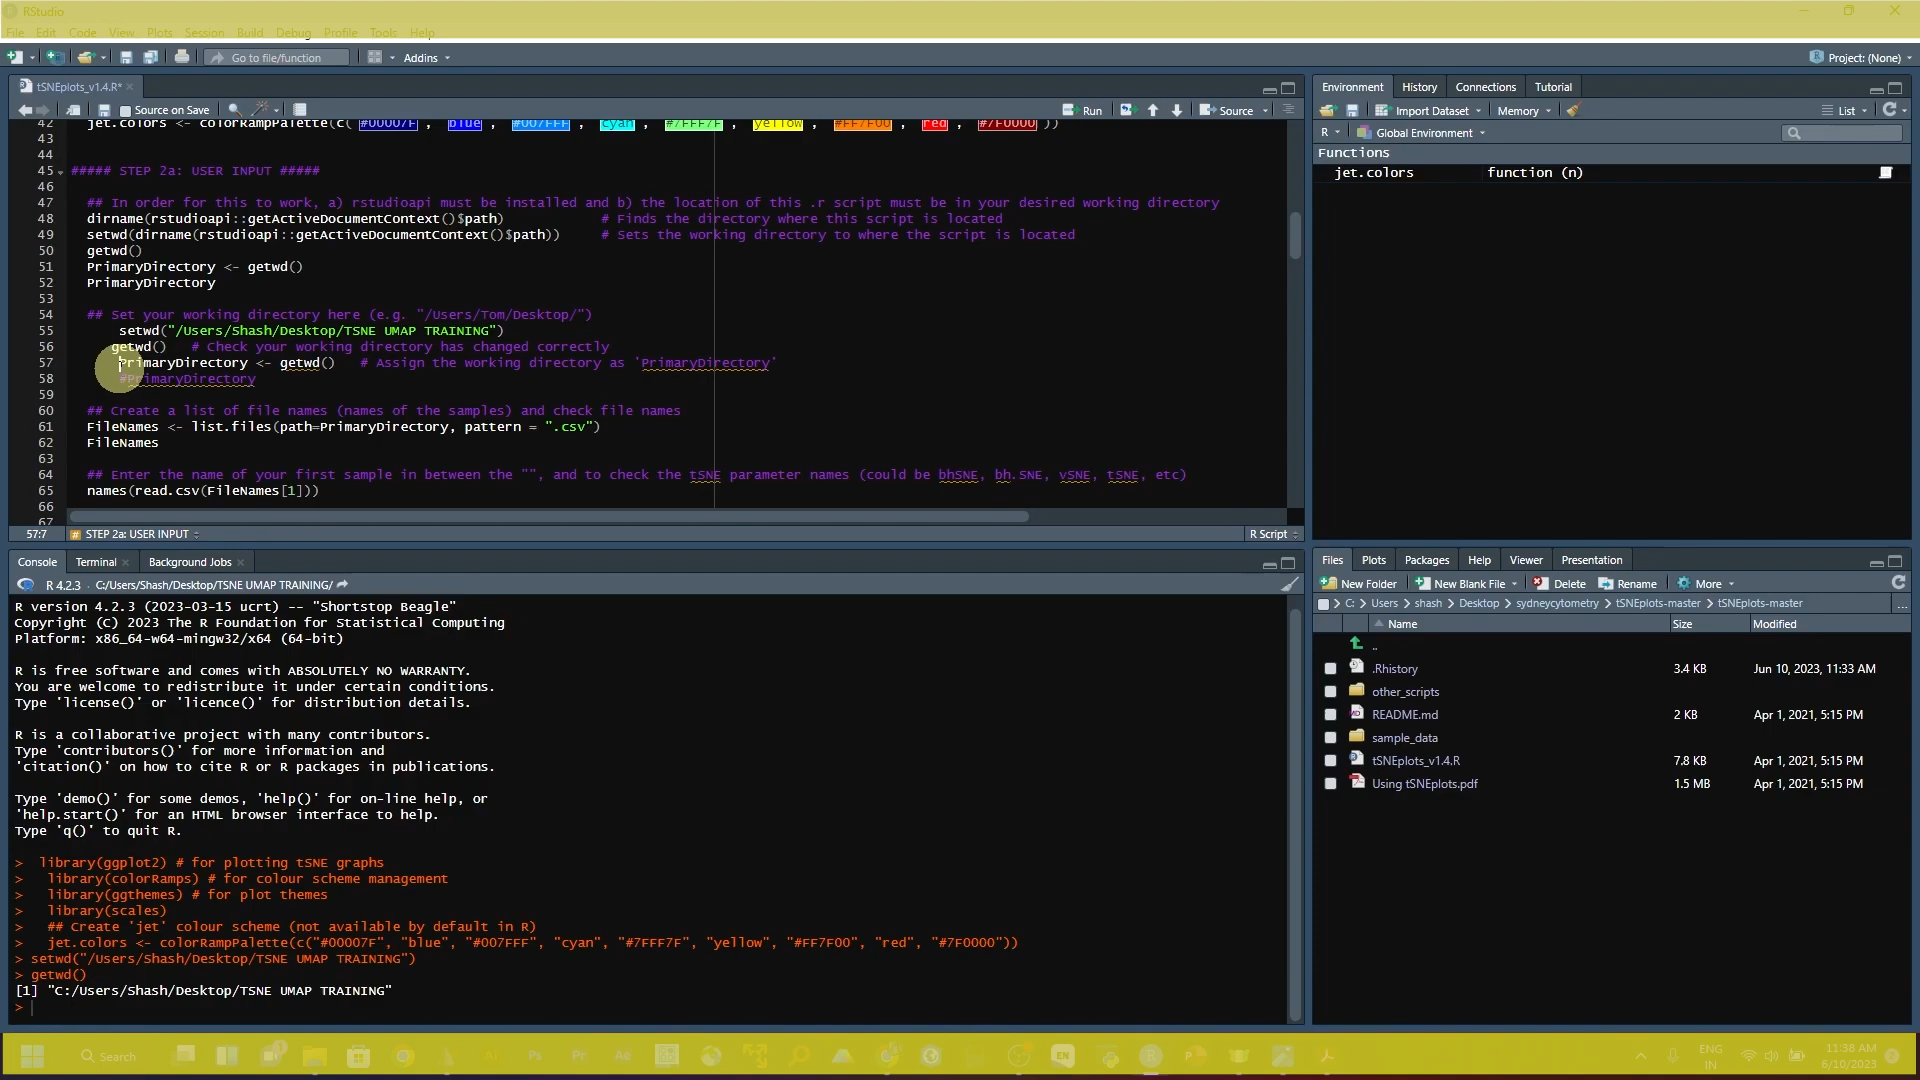 RStudio
File Edit Code View Plots Session Build Debug Profile Tools Help
Go to file/function Addins Project: (None)
tSNEplots_v1.4.R*
Source on Save Run Source
42 jet.colors <- colorRampPalette(c("#00007F", "blue", "#007FFF", "cyan", "#7FFF7F", "yellow", "#FF7F00", "red", "#7F0000"))
43
44
45 ##### STEP 2a: USER INPUT #####
46
47 ## In order for this to work, a) rstudioapi must be installed and b) the location of this .r script must be in your desired working directory
48 dirname(rstudioapi::getActiveDocumentContext()$path) # Finds the directory where this script is located
49 setwd(dirname(rstudioapi::getActiveDocumentContext()$path)) # Sets the working directory to where the script is located
50 getwd()
51 PrimaryDirectory <- getwd()
52 PrimaryDirectory
53
54 ## Set your working directory here (e.g. "/Users/Tom/Desktop/")
55 setwd("/Users/Shash/Desktop/TSNE UMAP TRAINING")
56 getwd() # Check your working directory has changed correctly
57 PrimaryDirectory <- getwd() # Assign the working directory as 'PrimaryDirectory'
58 #PrimaryDirectory
59
60 ## Create a list of file names (names of the samples) and check file names
61 FileNames <- list.files(path=PrimaryDirectory, pattern = ".csv")
62 FileNames
63
64 ## Enter the name of your first sample in between the "", and to check the tSNE parameter names (could be bhSNE, bh.SNE, vSNE, tSNE, etc)
65 names(read.csv(FileNames[1]))
66
67
57:7 # STEP 2a: USER INPUT R Script
Console Terminal Background Jobs
R 4.2.3 · C:/Users/Shash/Desktop/TSNE UMAP TRAINING/
R version 4.2.3 (2023-03-15 ucrt) -- "Shortstop Beagle"
Copyright (C) 2023 The R Foundation for Statistical Computing
Platform: x86_64-w64-mingw32/x64 (64-bit)
R is free software and comes with ABSOLUTELY NO WARRANTY.
You are welcome to redistribute it under certain conditions.
Type 'license()' or 'licence()' for distribution details.
R is a collaborative project with many contributors.
Type 'contributors()' for more information and
'citation()' on how to cite R or R packages in publications.
Type 'demo()' for some demos, 'help()' for on-line help, or
'help.start()' for an HTML browser interface to help.
Type 'q()' to quit R.
> library(ggplot2) # for plotting tSNE graphs
> library(colorRamps) # for colour scheme management
> library(ggthemes) # for plot themes
> library(scales)
> ## Create 'jet' colour scheme (not available by default in R)
> jet.colors <- colorRampPalette(c("#00007F", "blue", "#007FFF", "cyan", "#7FFF7F", "yellow", "#FF7F00", "red", "#7F0000"))
> setwd("/Users/Shash/Desktop/TSNE UMAP TRAINING")
> getwd()
[1] "C:/Users/Shash/Desktop/TSNE UMAP TRAINING"
>
Environment History Connections Tutorial
Import Dataset Memory List
R Global Environment
Functions
jet.colors function (n)
Files Plots Packages Help Viewer Presentation
New Folder New Blank File Delete Rename More
C: > Users > shash > Desktop > sydneycytometry > tSNEplots-master > tSNEplots-master ...
Name Size Modified
..
.Rhistory 3.4 KB Jun 10, 2023, 11:33 AM
other_scripts
README.md 2 KB Apr 1, 2021, 5:15 PM
sample_data
tSNEplots_v1.4.R 7.8 KB Apr 1, 2021, 5:15 PM
Using tSNEplots.pdf 1.5 MB Apr 1, 2021, 5:15 PM
Search 1 Ai Ps Pr Ae EN R P ENG IN 11:38 AM 6/10/2023 2